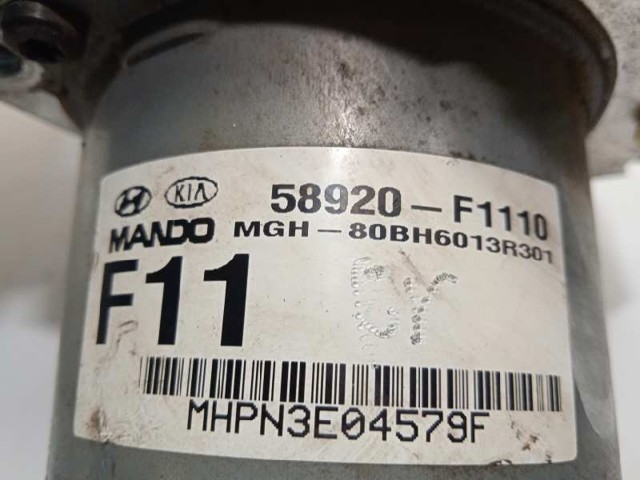 KIA 58920-F1110
MANDO MGH-80BH6013R301
F11
MHPN3E04579F